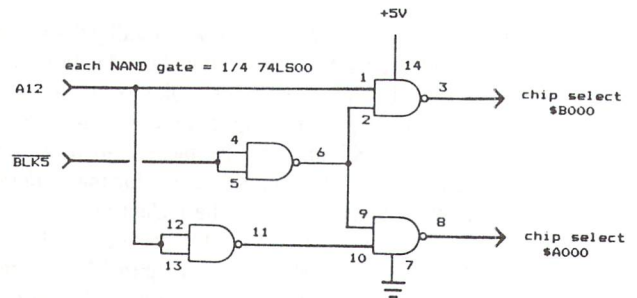 +5V
each NAND gate = 1/4 74LS00
14
1
3
A12
chip select
$B000
2
4
6
BLK5
5
9
8
12
11
chip select
$A000
13
10
7